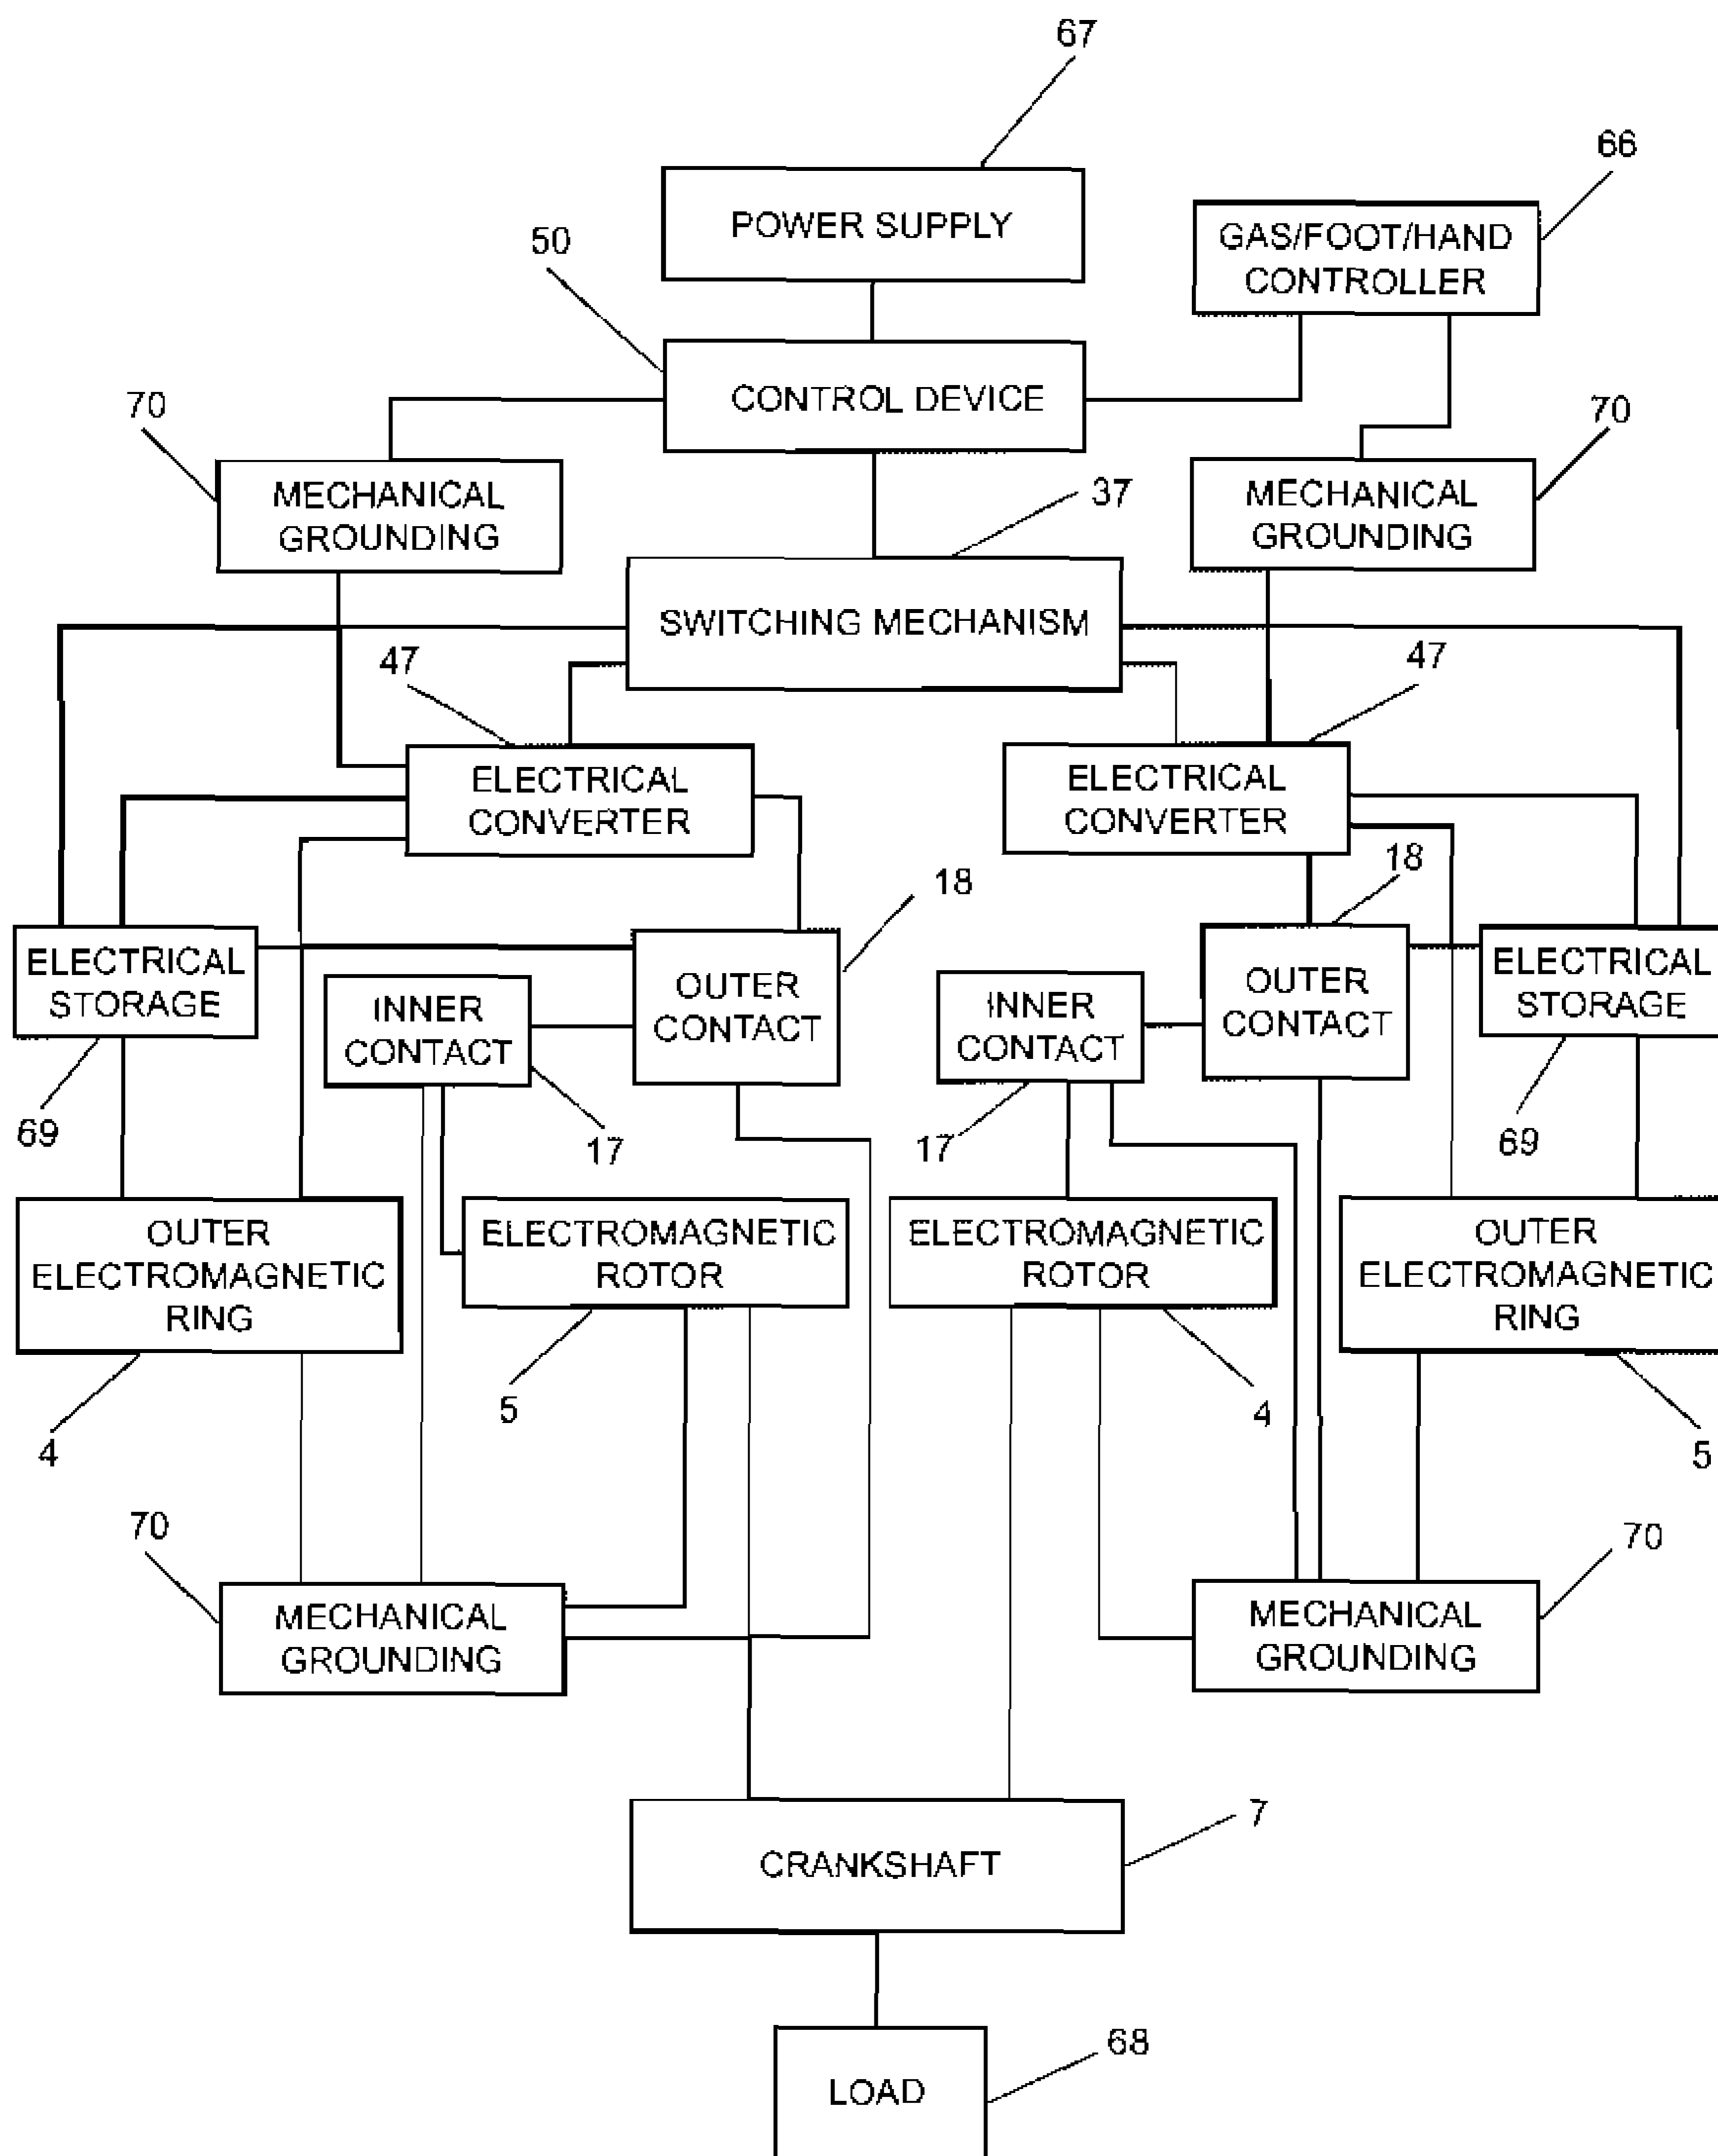 67
66
POWER SUPPLY
GAS/FOOT/HAND
CONTROLLER
50
CONTROL DEVICE
70
70
MECHANICAL
GROUNDING
37
MECHANICAL
GROUNDING
SWITCHING MECHANISM
47
47
ELECTRICAL
CONVERTER
ELECTRICAL
CONVERTER
18
18
ELECTRICAL
STORAGE
INNER
CONTACT
OUTER
CONTACT
INNER
CONTACT
OUTER
CONTACT
ELECTRICAL
STORAGE
69
17
17
69
OUTER
ELECTROMAGNETIC
RING
ELECTROMAGNETIC
ROTOR
ELECTROMAGNETIC
ROTOR
OUTER
ELECTROMAGNETIC
RING
4
5
4
5
70
70
MECHANICAL
GROUNDING
MECHANICAL
GROUNDING
7
CRANKSHAFT
68
LOAD